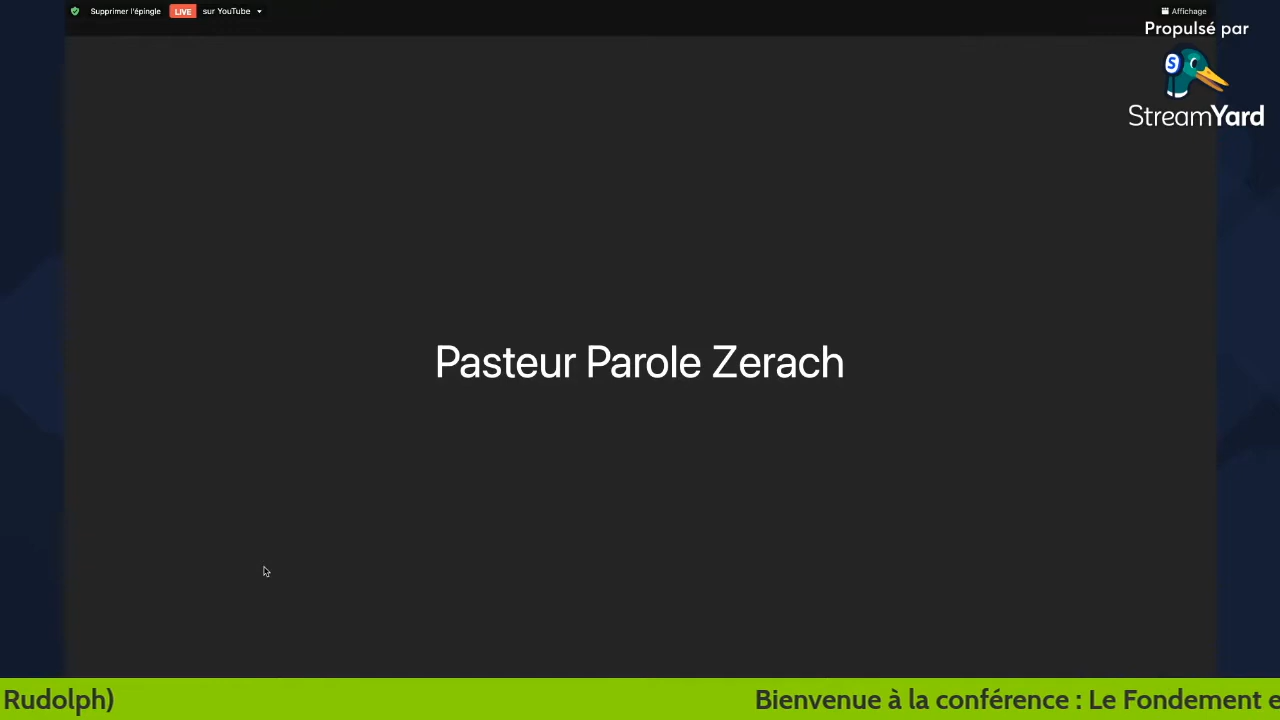 Supprimer l'épingle LIVE sur YouTube
Affichage
Propulsé par
S
StreamYard
Pasteur Parole Zerach
Rudolph) Bienvenue à la conférence : Le Fondement e